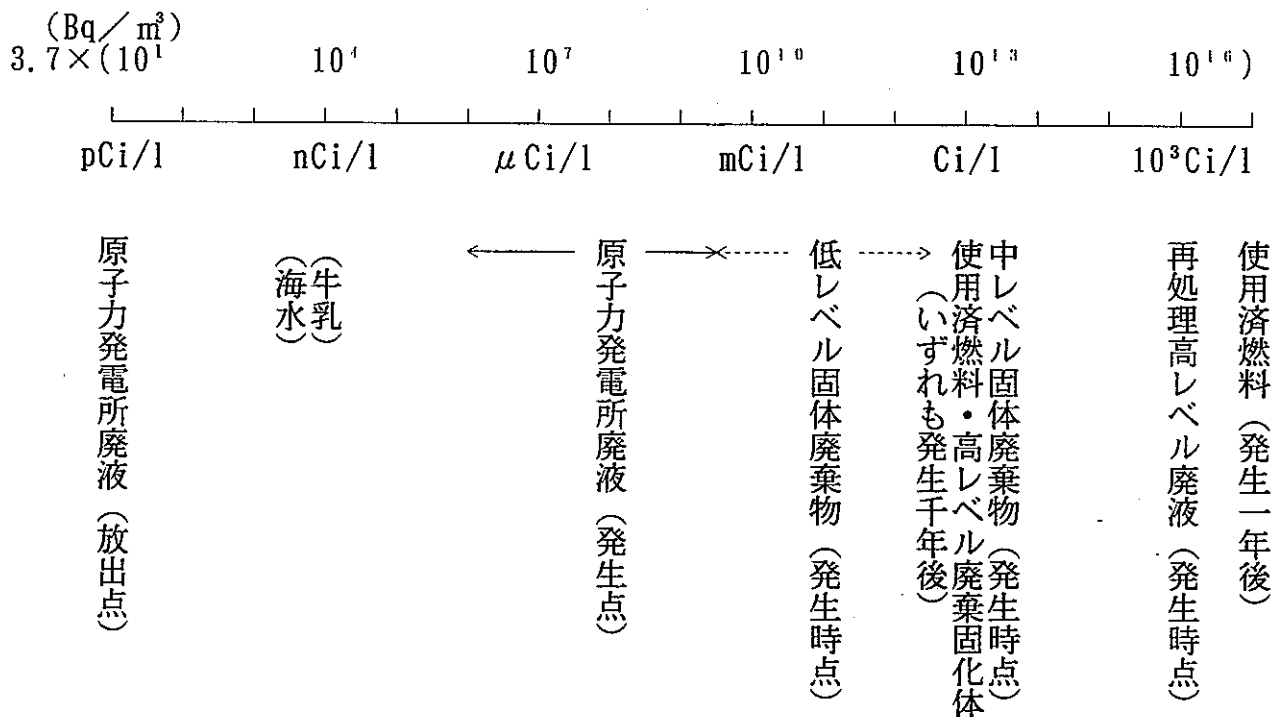 (Bq/㎥)
3.7×(10¹ 10⁴ 10⁷ 10¹⁰ 10¹³ 10¹⁶)
pCi/l nCi/l μCi/l mCi/l Ci/l 10³Ci/l
使用済燃料(発生一年後)
再処理高レベル廃液(発生時点)
中レベル固体廃棄物(発生時点)
使用済燃料・高レベル廃棄固化体
(いずれも発生千年後)
低レベル固体廃棄物(発生時点)
原子力発電所廃液(発生点)
(牛乳)
(海水)
原子力発電所廃液(放出点)